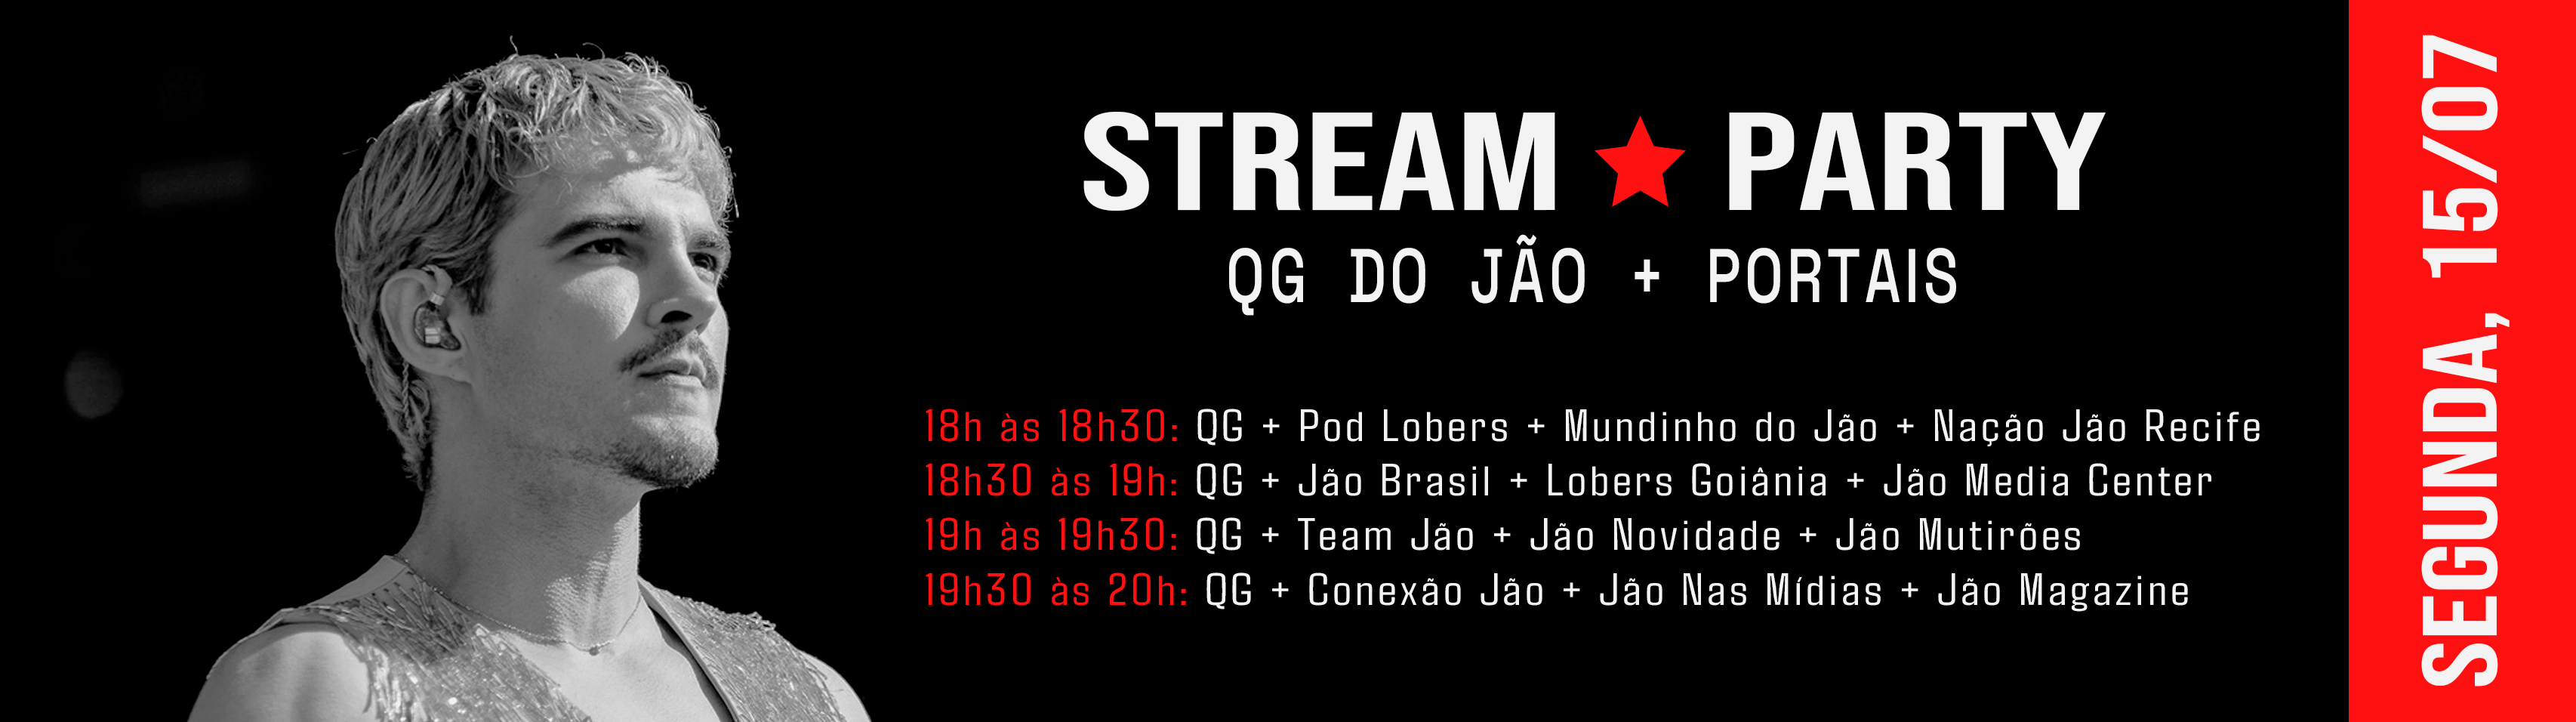 STREAM ★ PARTY
QG DO JÃO + PORTAIS
18h às 18h30: QG + Pod Lobers + Mundinho do Jão + Nação Jão Recife
18h30 às 19h: QG + Jão Brasil + Lobers Goiânia + Jão Media Center
19h às 19h30: QG + Team Jão + Jão Novidade + Jão Mutirões
19h30 às 20h: QG + Conexão Jão + Jão Nas Mídias + Jão Magazine
SEGUNDA, 15/07